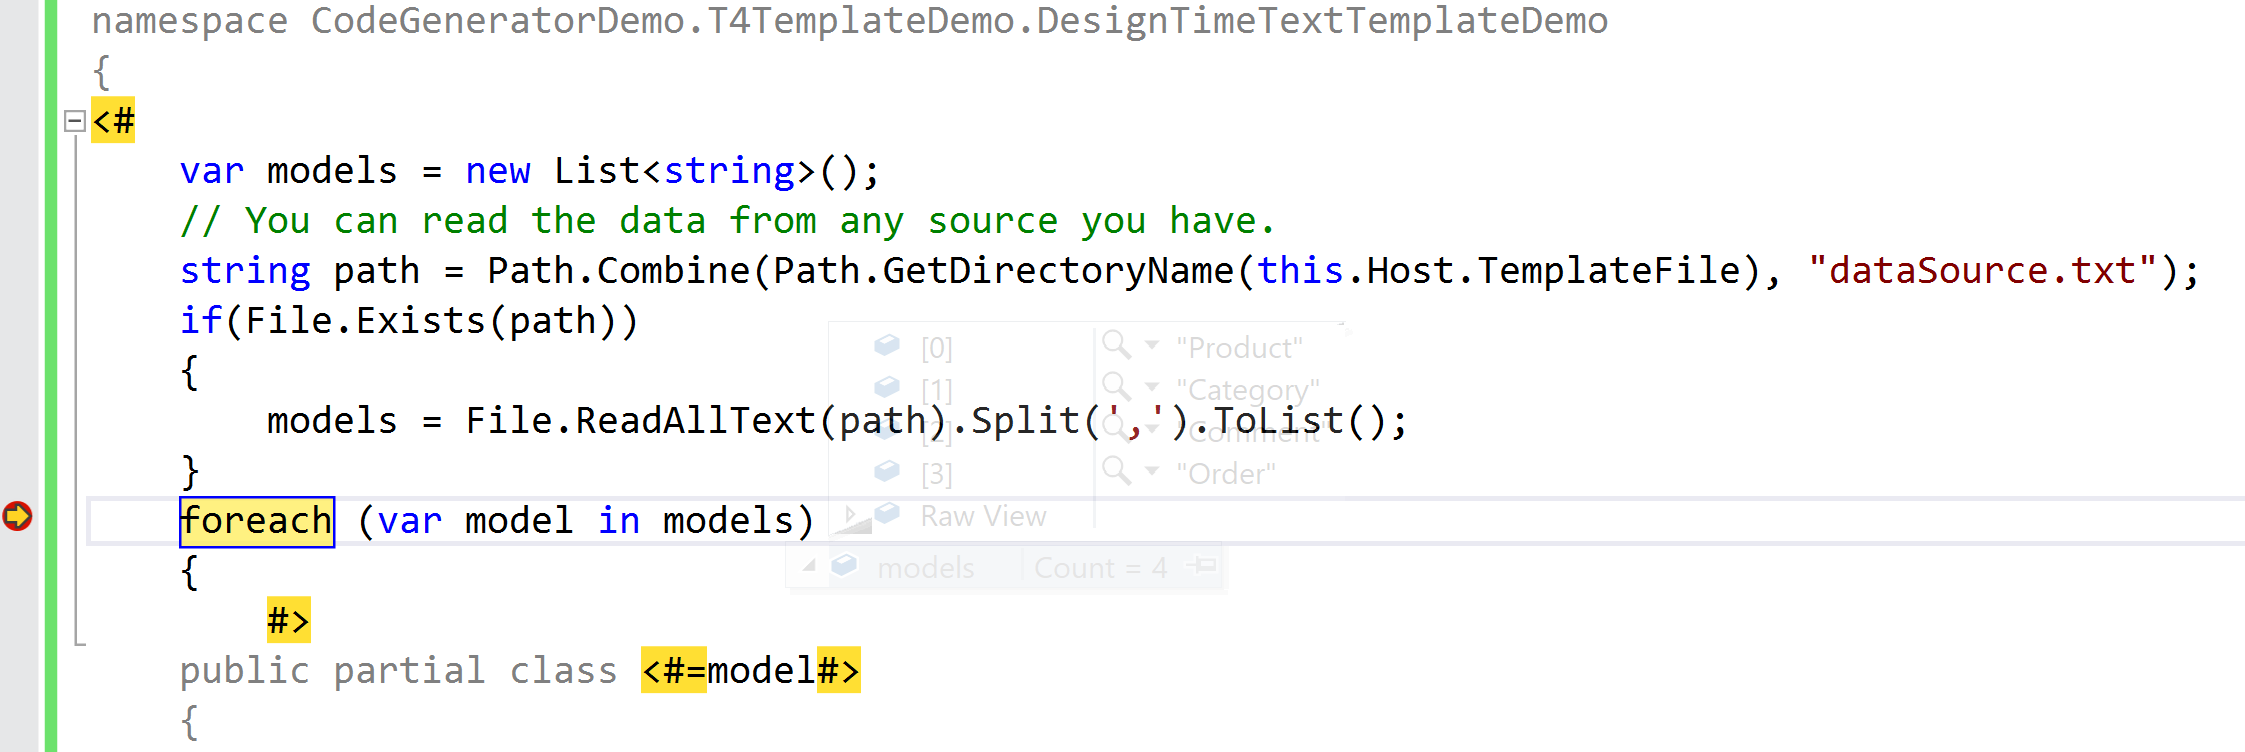 namespace CodeGeneratorDemo.T4TemplateDemo.DesignTimeTextTemplateDemo
{
<#
var models = new List<string>();
// You can read the data from any source you have.
string path = Path.Combine(Path.GetDirectoryName(this.Host.TemplateFile), "dataSource.txt");
if(File.Exists(path))
{
models = File.ReadAllText(path).Split(',').ToList();
}
foreach (var model in models)
{
#>
public partial class <#=model#>
{
[0] "Product"
[1] "Category"
[2] "Comment"
[3] "Order"
Raw View
models Count = 4